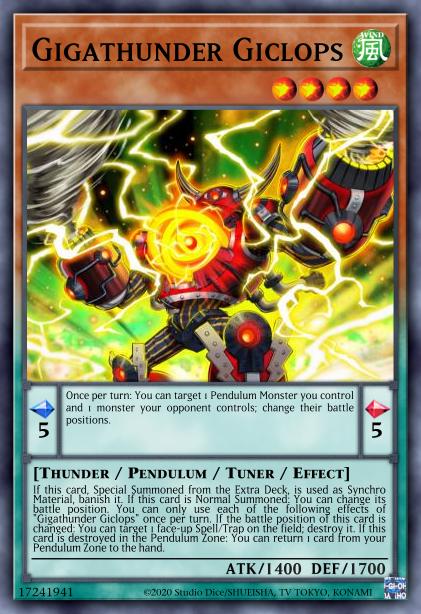 Gigathunder Giclops
WIND
風
Once per turn: You can target 1 Pendulum Monster you control
and 1 monster your opponent controls; change their battle
positions.
5
5
[Thunder / Pendulum / Tuner / Effect]
If this card, Special Summoned from the Extra Deck, is used as Synchro
Material, banish it. If this card is Normal Summoned: You can change its
battle position. You can only use each of the following effects of
"Gigathunder Giclops" once per turn. If the battle position of this card is
changed: You can target 1 face-up Spell/Trap on the field; destroy it. If this
card is destroyed in the Pendulum Zone: You can return 1 card from your
Pendulum Zone to the hand.
ATK/1400 DEF/1700
17241941
©2020 Studio Dice/SHUEISHA, TV TOKYO, KONAMI